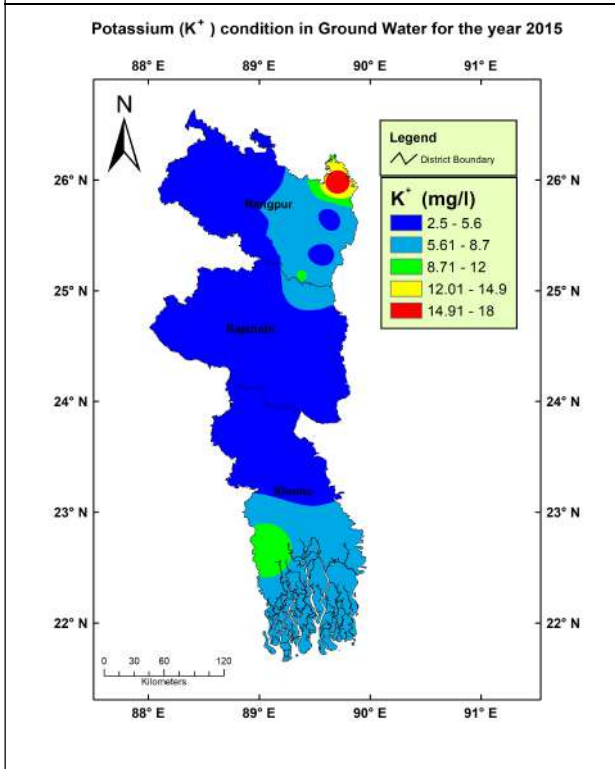 Potassium (K⁺ ) condition in Ground Water for the year 2015
88° E 89° E 90° E 91° E
N
Legend
District Boundary
26° N 26° N
K⁺ (mg/l)
Rangpur
2.5 - 5.6
5.61 - 8.7
8.71 - 12
12.01 - 14.9
14.91 - 18
25° N 25° N
Rajshahi
24° N 24° N
Khulna
23° N 23° N
22° N 22° N
0 30 60 120
Kilometers
88° E 89° E 90° E 91° E